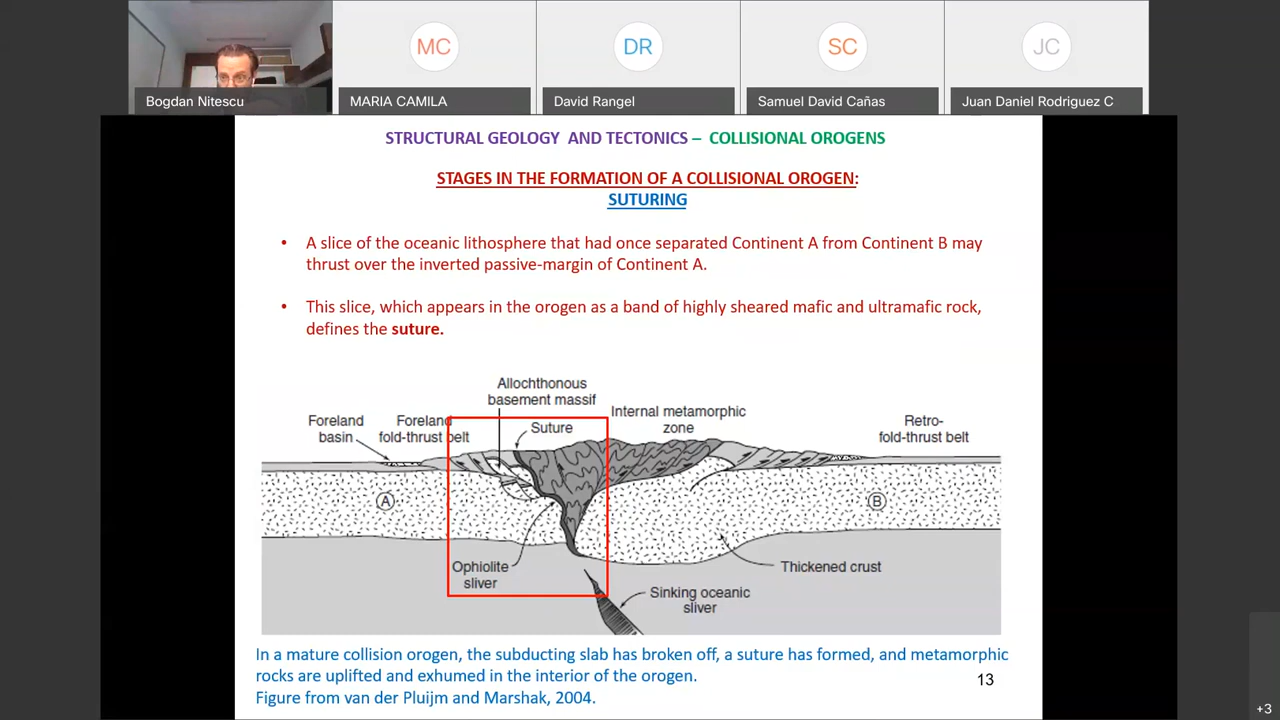 MC
DR
SC
JC
Bogdan Nitescu
MARIA CAMILA
David Rangel
Samuel David Cañas
Juan Daniel Rodriguez C
STRUCTURAL GEOLOGY AND TECTONICS – COLLISIONAL OROGENS
STAGES IN THE FORMATION OF A COLLISIONAL OROGEN:
SUTURING
• A slice of the oceanic lithosphere that had once separated Continent A from Continent B may
thrust over the inverted passive-margin of Continent A.
• This slice, which appears in the orogen as a band of highly sheared mafic and ultramafic rock,
defines the suture.
Allochthonous
basement massif
Foreland
basin
Foreland
fold-thrust belt
Suture
Internal metamorphic
zone
Retro-
fold-thrust belt
A
B
Ophiolite
sliver
Thickened crust
Sinking oceanic
sliver
In a mature collision orogen, the subducting slab has broken off, a suture has formed, and metamorphic
rocks are uplifted and exhumed in the interior of the orogen.
Figure from van der Pluijm and Marshak, 2004.
13
+3